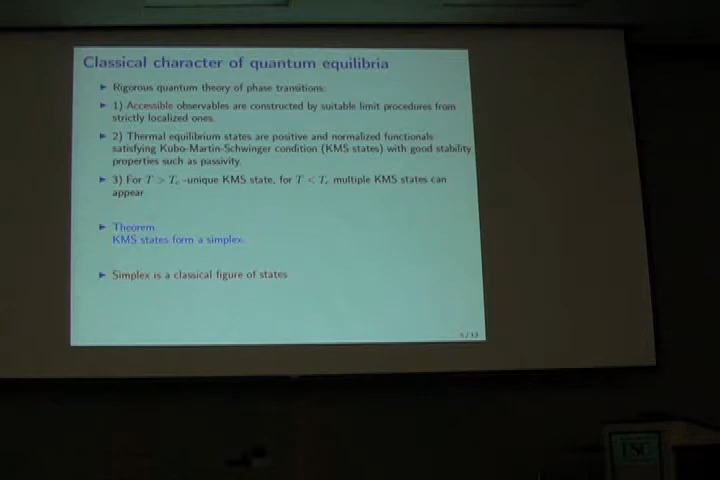 Classical character of quantum equilibria
Rigorous quantum theory of phase transitions:
1) Accessible observables are constructed by suitable limit procedures from
strictly localized ones.
2) Thermal equilibrium states are positive and normalized functionals
satisfying Kubo-Martin-Schwinger condition (KMS states) with good stability
properties such as passivity.
3) For T > Tc -unique KMS state, for T < Tc multiple KMS states can
appear
Theorem
KMS states form a simplex.
Simplex is a classical figure of states
USC